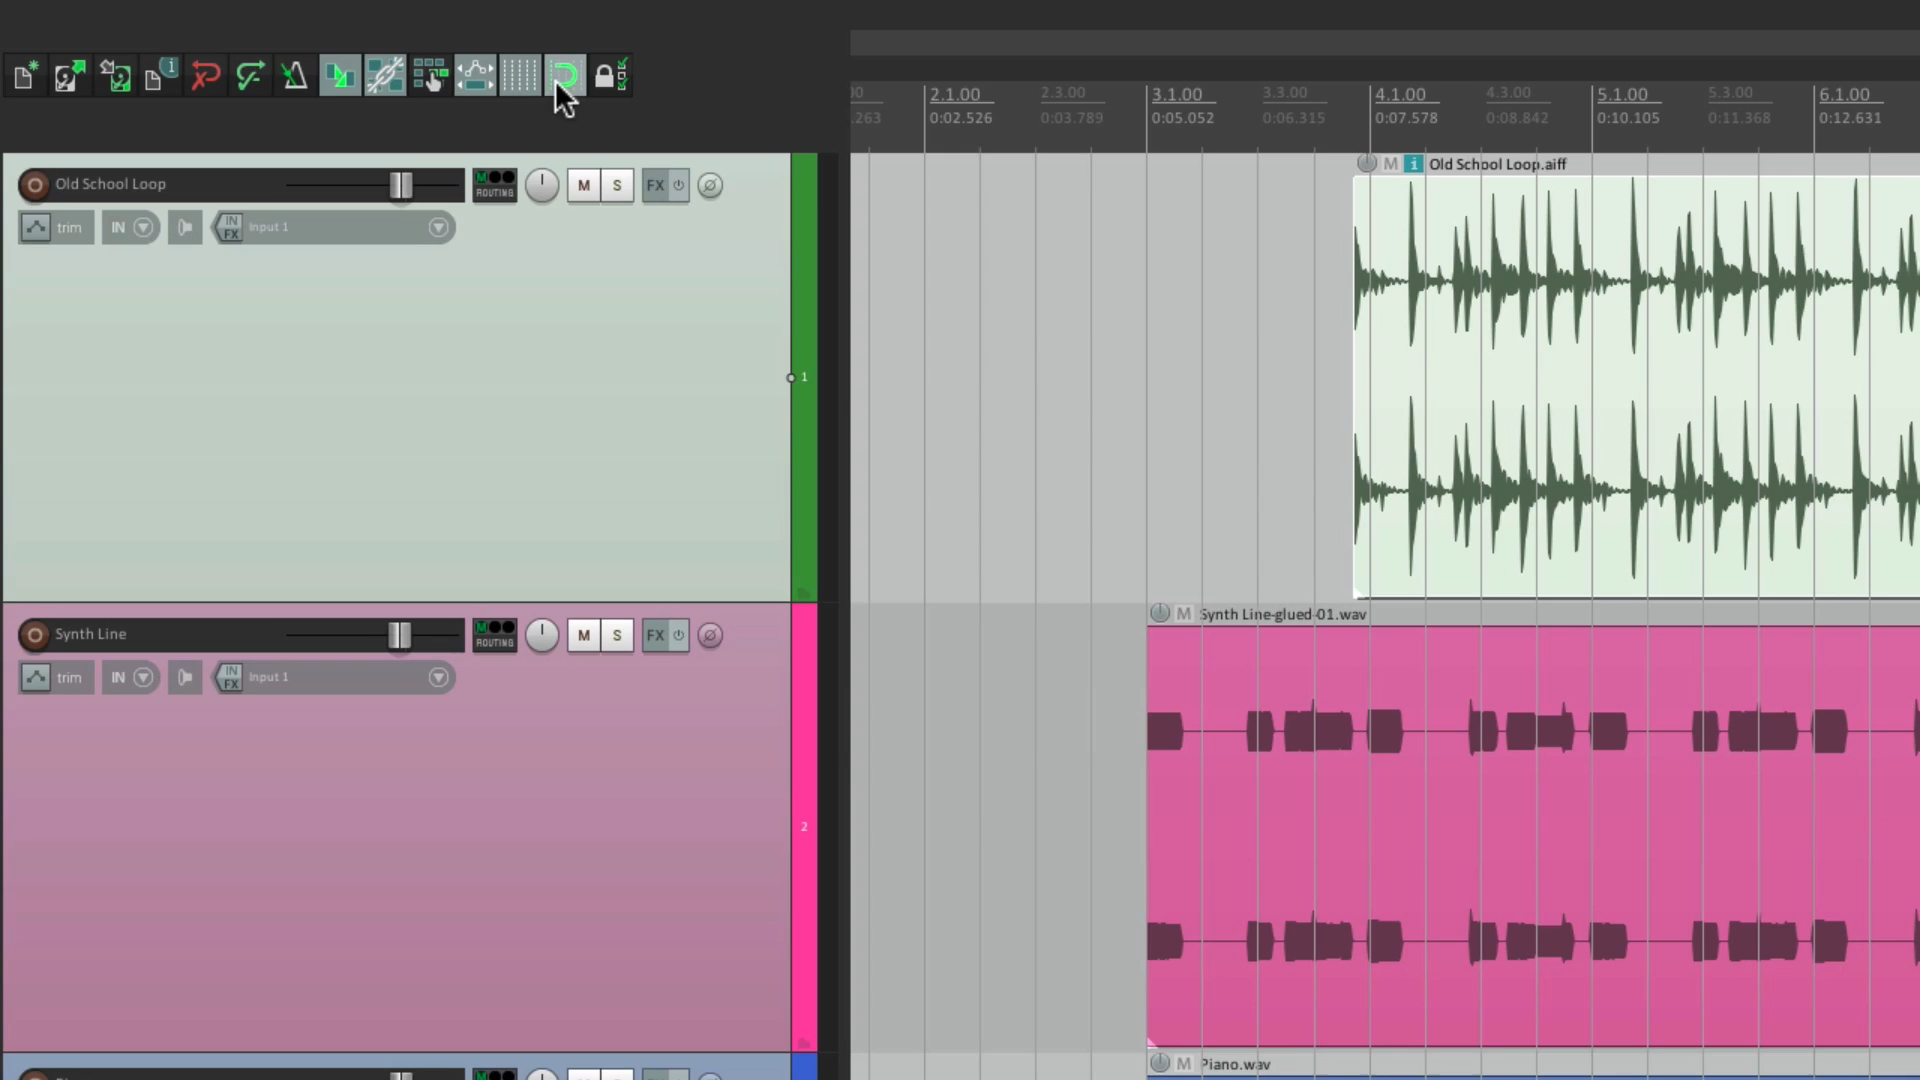 00 2.1.00 2.3.00 3.1.00 3.3.00 4.1.00 4.3.00 5.1.00 5.3.00 6.1.00
.263 0:02.526 0:03.789 0:05.052 0:06.315 0:07.578 0:08.842 0:10.105 0:11.368 0:12.631
M i Old School Loop.aiff
Old School Loop M ROUTING M S FX
trim IN IN FX Input 1
1
M Synth Line-glued-01.wav
Synth Line M ROUTING M S FX
trim IN IN FX Input 1
2
M Piano.wav